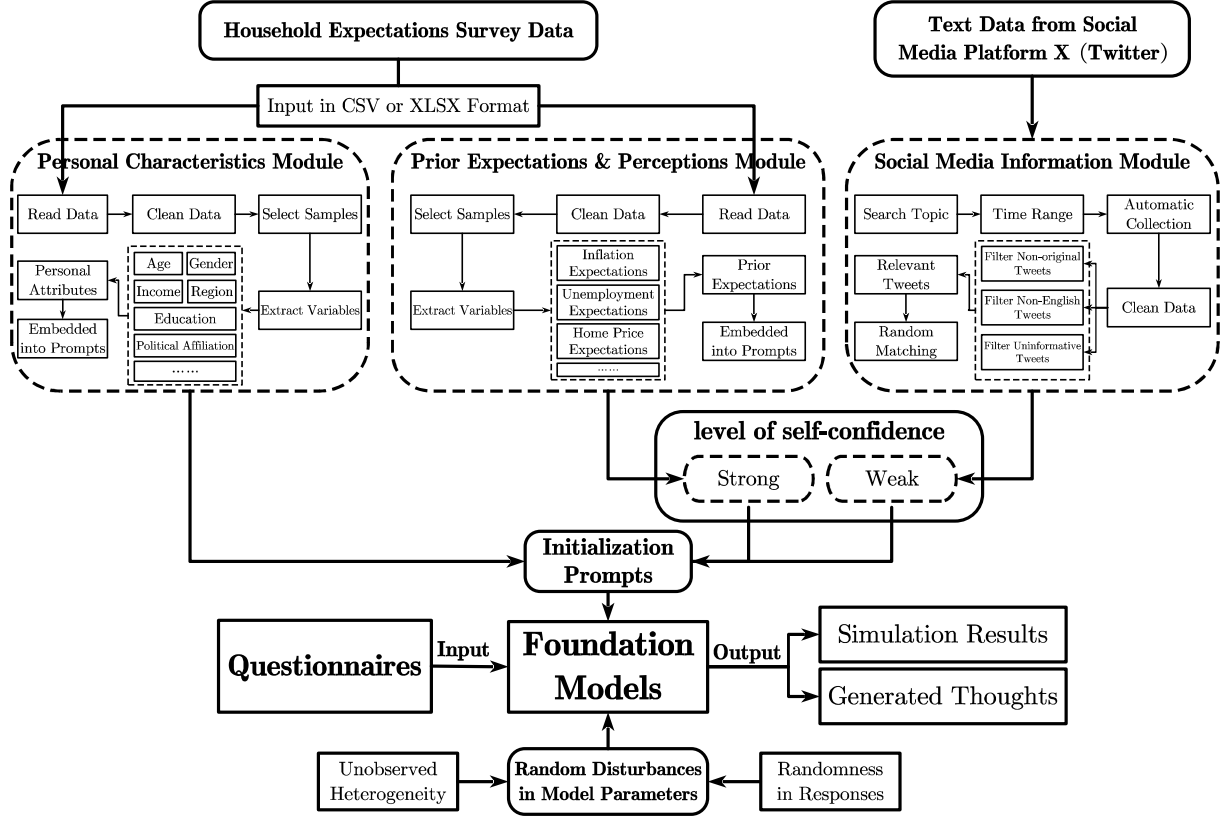 Household Expectations Survey Data
Text Data from Social
Media Platform X (Twitter)
Input in CSV or XLSX Format
Personal Characteristics Module
Read Data
Clean Data
Select Samples
Personal
Attributes
Age
Gender
Income
Region
Education
Political Affiliation
......
Extract Variables
Embedded
into Prompts
Prior Expectations & Perceptions Module
Select Samples
Clean Data
Read Data
Extract Variables
Inflation
Expectations
Unemployment
Expectations
Home Price
Expectations
......
Prior
Expectations
Embedded
into Prompts
Social Media Information Module
Search Topic
Time Range
Automatic
Collection
Relevant
Tweets
Filter Non-original
Tweets
Filter Non-English
Tweets
Filter Uninformative
Tweets
Clean Data
Random
Matching
level of self-confidence
Strong
Weak
Initialization
Prompts
Questionnaires
Input
Foundation
Models
Output
Simulation Results
Generated Thoughts
Unobserved
Heterogeneity
Random Disturbances
in Model Parameters
Randomness
in Responses